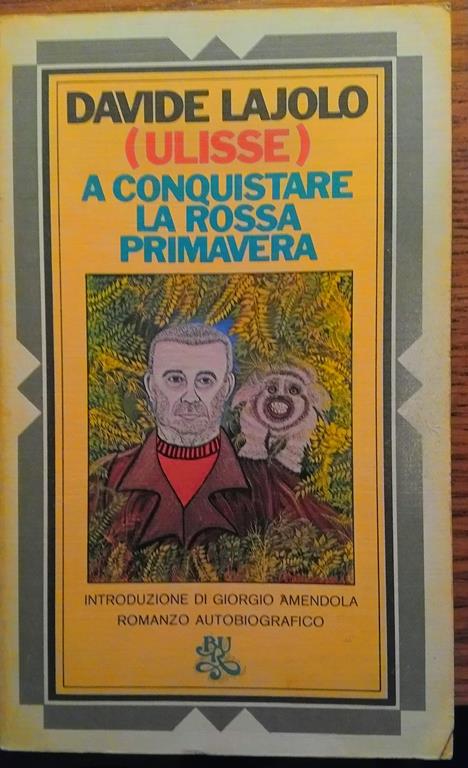 DAVIDE LAJOLO
(ULISSE)
A CONQUISTARE
LA ROSSA
PRIMAVERA
INTRODUZIONE DI GIORGIO AMENDOLA
ROMANZO AUTOBIOGRAFICO
BUR